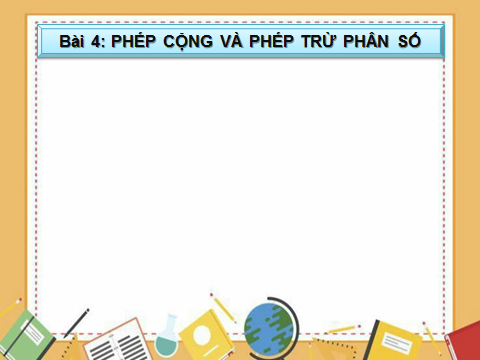 Bài 4: PHÉP CỘNG VÀ PHÉP TRỪ PHÂN SỐ